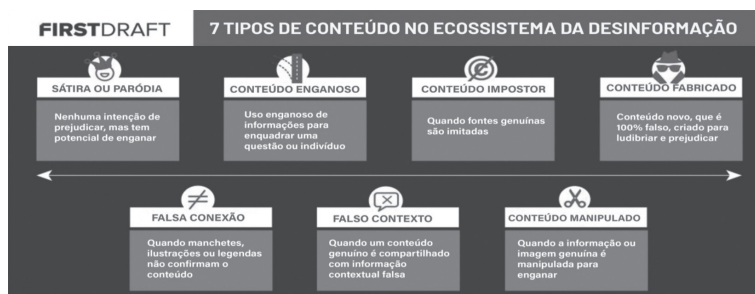 FIRSTDRAFT
7 TIPOS DE CONTEÚDO NO ECOSSISTEMA DA DESINFORMAÇÃO
SÁTIRA OU PARÓDIA
Nenhuma intenção de
prejudicar, mas tem
potencial de enganar
CONTEÚDO ENGANOSO
Uso enganoso de
informações para
enquadrar uma
questão ou indivíduo
CONTEÚDO IMPOSTOR
Quando fontes genuínas
são imitadas
CONTEÚDO FABRICADO
Conteúdo novo, que é
100% falso, criado para
ludibriar e prejudicar
FALSA CONEXÃO
Quando manchetes,
ilustrações ou legendas
não confirmam o
conteúdo
FALSO CONTEXTO
Quando um conteúdo
genuíno é compartilhado
com informação
contextual falsa
CONTEÚDO MANIPULADO
Quando a informação ou
imagem genuína é
manipulada para
enganar